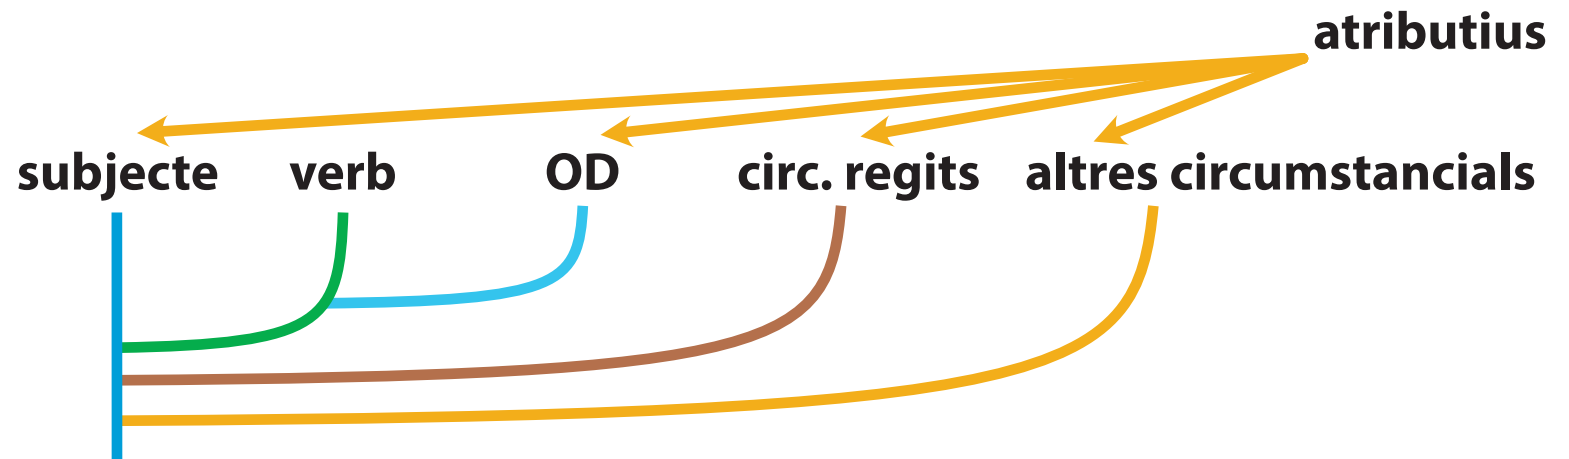 atributius
subjecte verb OD circ. regits altres circumstancials